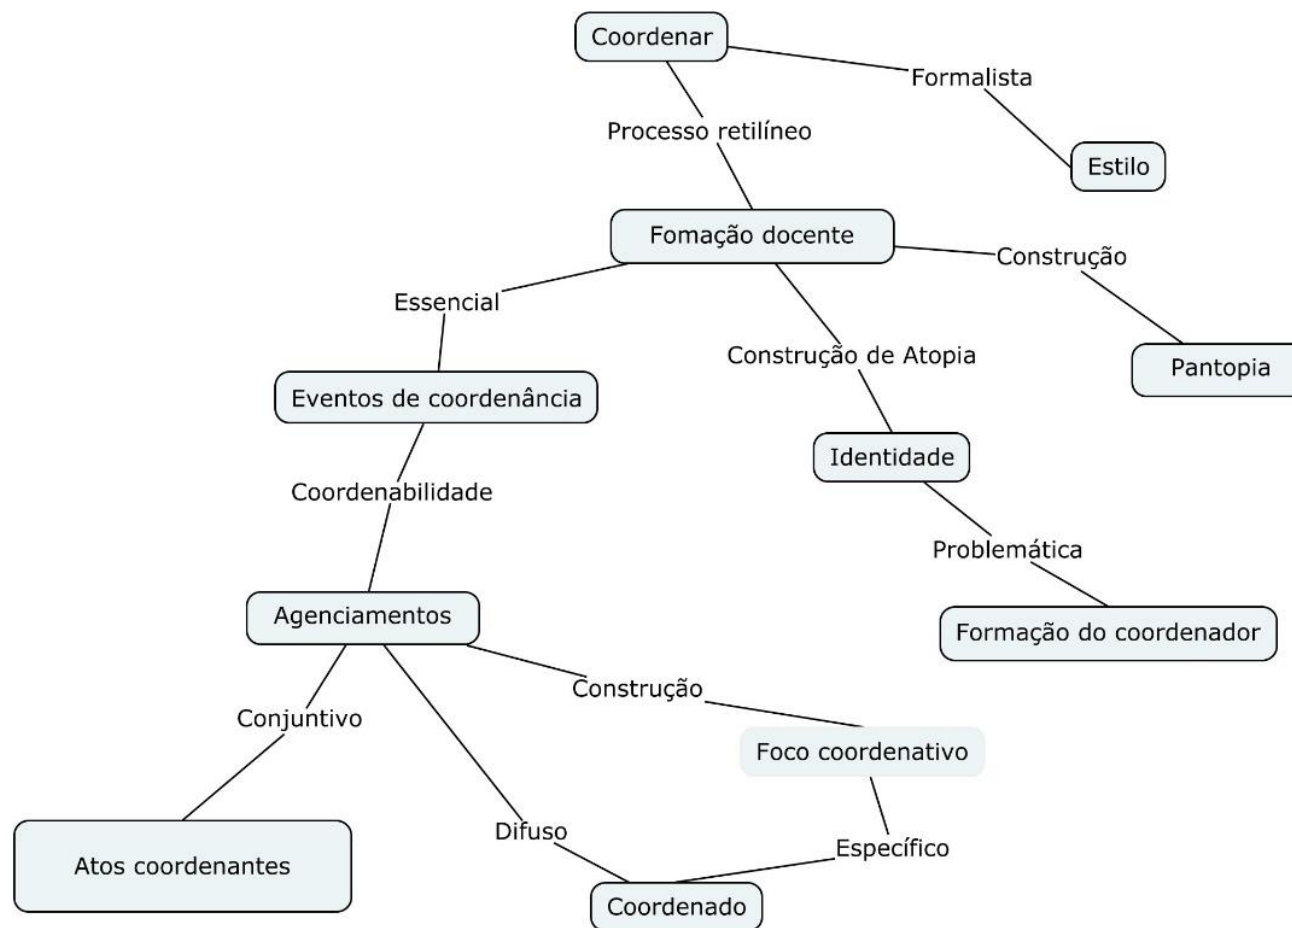 Coordenar
Formalista
Processo retilíneo
Estilo
Fomação docente
Construção
Essencial
Construção de Atopia
Pantopia
Eventos de coordenância
Identidade
Coordenabilidade
Problemática
Agenciamentos
Formação do coordenador
Construção
Conjuntivo
Foco coordenativo
Difuso
Específico
Atos coordenantes
Coordenado